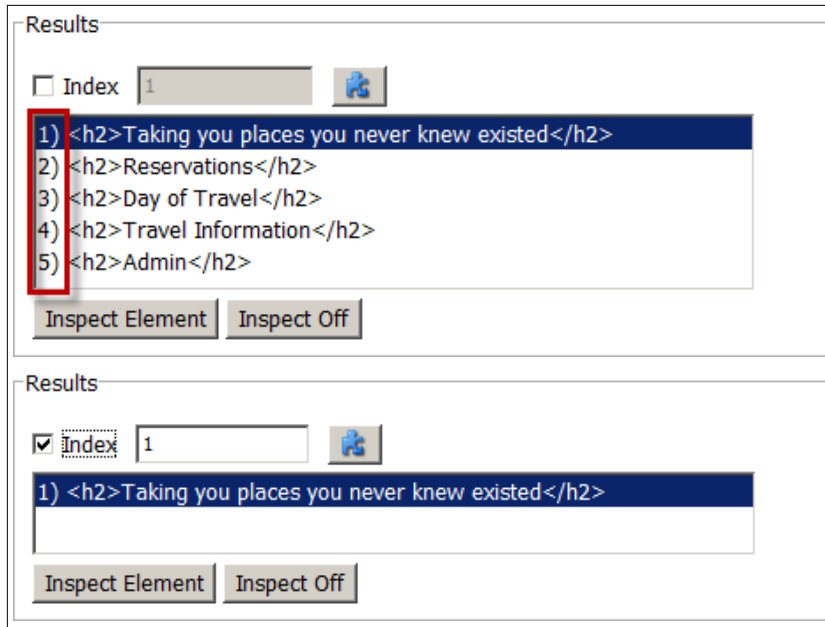 Results
Index 1
1) <h2>Taking you places you never knew existed</h2>
2) <h2>Reservations</h2>
3) <h2>Day of Travel</h2>
4) <h2>Travel Information</h2>
5) <h2>Admin</h2>
Inspect Element Inspect Off
Results
Index 1
1) <h2>Taking you places you never knew existed</h2>
Inspect Element Inspect Off